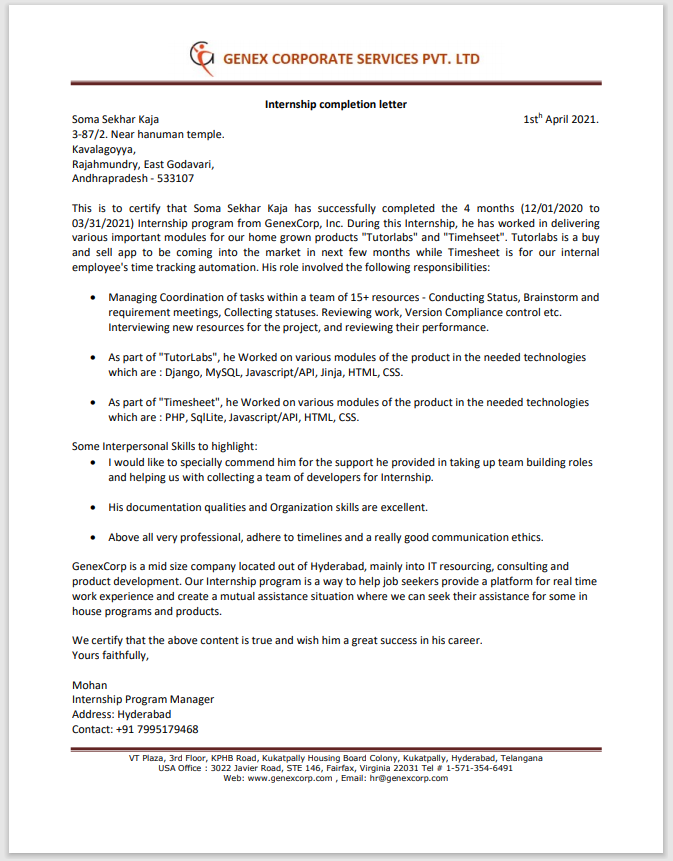 GENEX CORPORATE SERVICES PVT. LTD
Internship completion letter
Soma Sekhar Kaja 1stʰ April 2021.
3-87/2. Near hanuman temple.
Kavalagoyya,
Rajahmundry, East Godavari,
Andhrapradesh - 533107
This is to certify that Soma Sekhar Kaja has successfully completed the 4 months (12/01/2020 to
03/31/2021) Internship program from GenexCorp, Inc. During this Internship, he has worked in delivering
various important modules for our home grown products "Tutorlabs" and "Timehseet". Tutorlabs is a buy
and sell app to be coming into the market in next few months while Timesheet is for our internal
employee's time tracking automation. His role involved the following responsibilities:
• Managing Coordination of tasks within a team of 15+ resources - Conducting Status, Brainstorm and
requirement meetings, Collecting statuses. Reviewing work, Version Compliance control etc.
Interviewing new resources for the project, and reviewing their performance.
• As part of "TutorLabs", he Worked on various modules of the product in the needed technologies
which are : Django, MySQL, Javascript/API, Jinja, HTML, CSS.
• As part of "Timesheet", he Worked on various modules of the product in the needed technologies
which are : PHP, SqlLite, Javascript/API, HTML, CSS.
Some Interpersonal Skills to highlight:
• I would like to specially commend him for the support he provided in taking up team building roles
and helping us with collecting a team of developers for Internship.
• His documentation qualities and Organization skills are excellent.
• Above all very professional, adhere to timelines and a really good communication ethics.
GenexCorp is a mid size company located out of Hyderabad, mainly into IT resourcing, consulting and
product development. Our Internship program is a way to help job seekers provide a platform for real time
work experience and create a mutual assistance situation where we can seek their assistance for some in
house programs and products.
We certify that the above content is true and wish him a great success in his career.
Yours faithfully,
Mohan
Internship Program Manager
Address: Hyderabad
Contact: +91 7995179468
VT Plaza, 3rd Floor, KPHB Road, Kukatpally Housing Board Colony, Kukatpally, Hyderabad, Telangana
USA Office : 3022 Javier Road, STE 146, Fairfax, Virginia 22031 Tel # 1-571-354-6491
Web: www.genexcorp.com , Email: hr@genexcorp.com